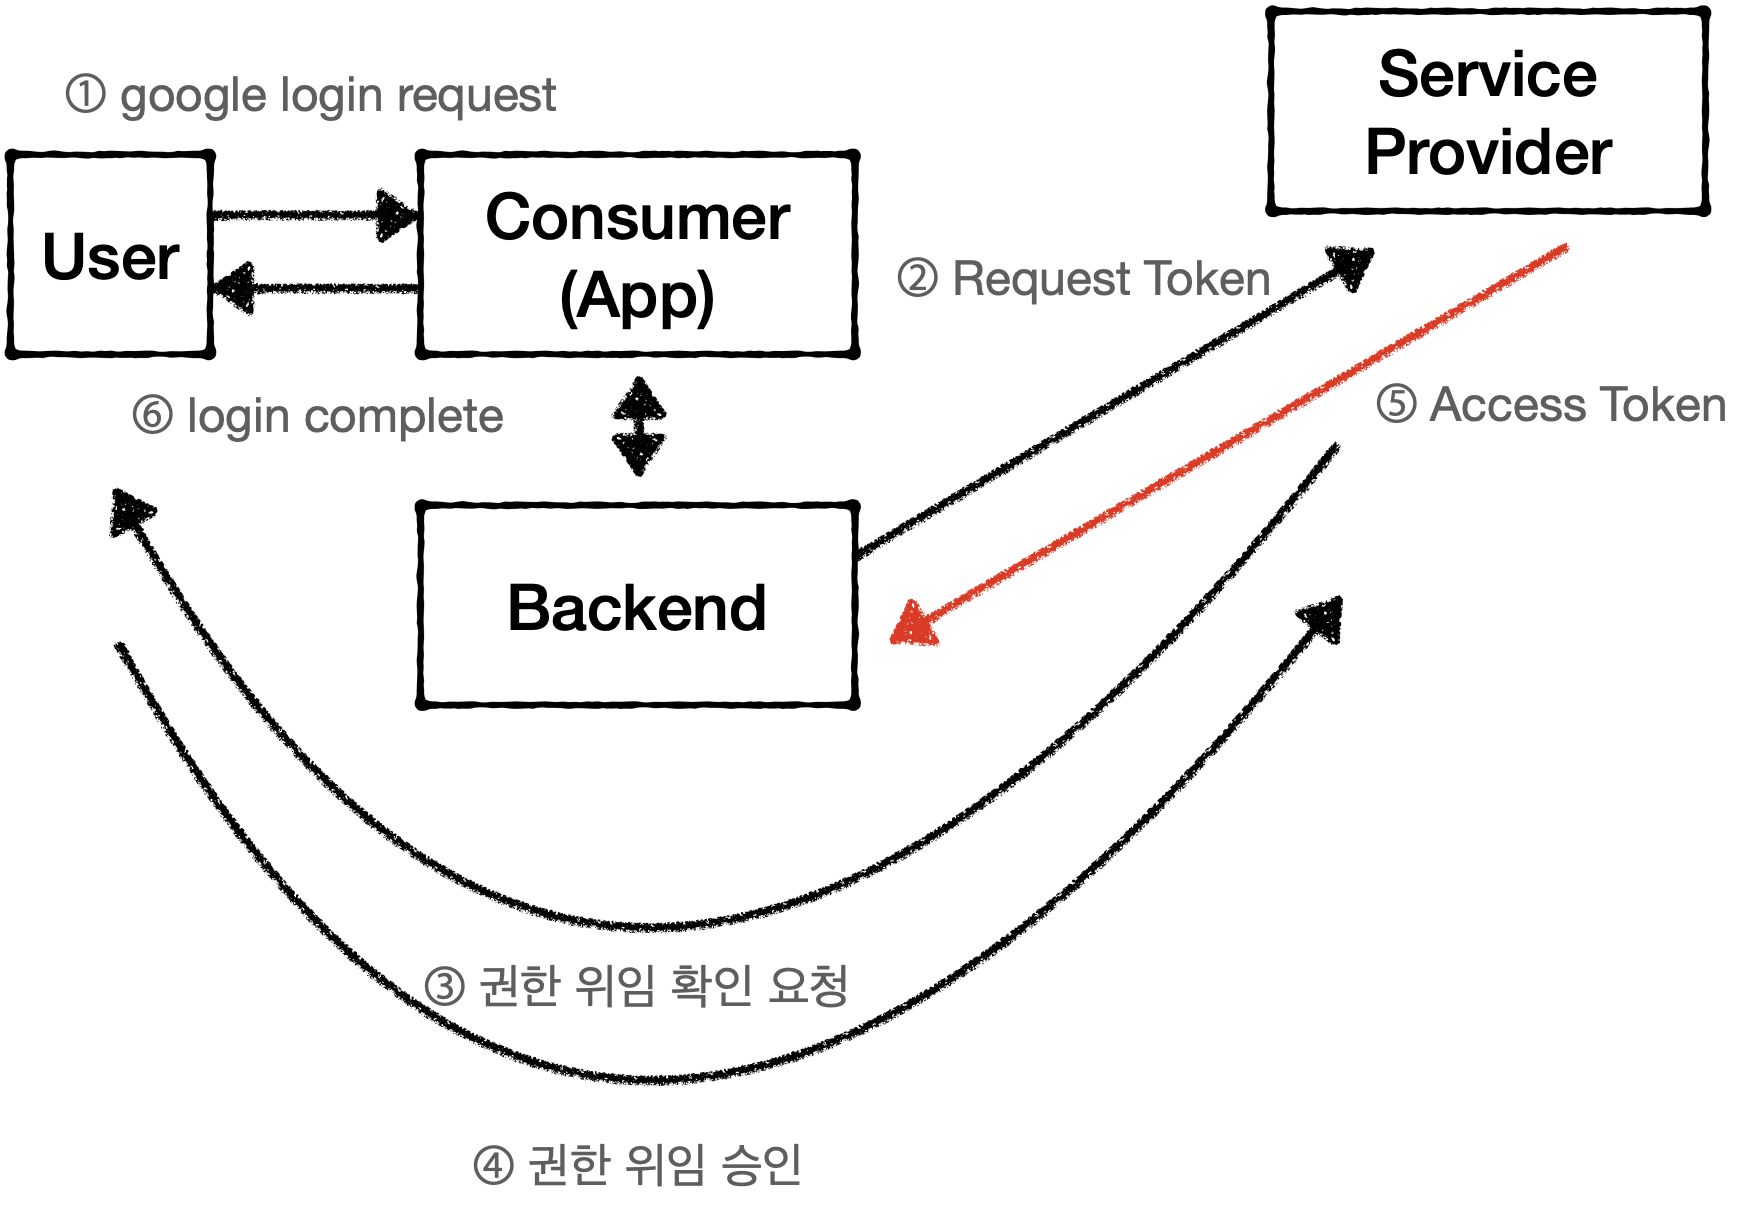 ① google login request
User
Consumer
(App)
Service
Provider
② Request Token
⑤ Access Token
⑥ login complete
Backend
③ 권한 위임 확인 요청
④ 권한 위임 승인